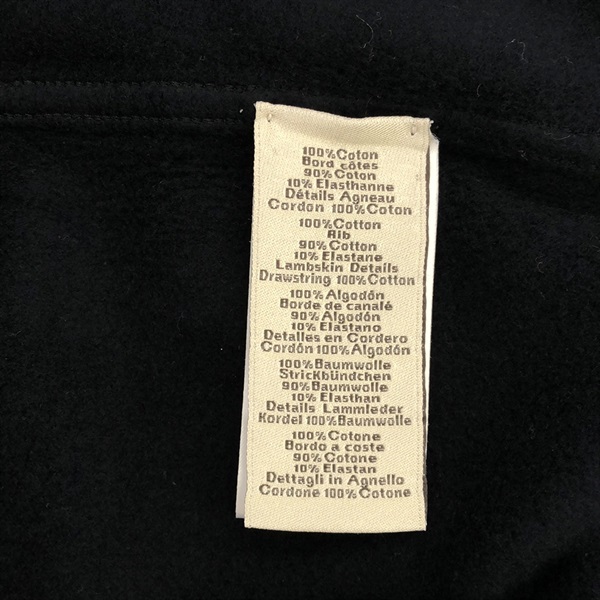 100%Coton
Bord côtes
90% Coton
10% Elasthanne
Détails Agneau
Cordon 100%Coton
100%Cotton
Rib
90% Cotton
10% Elastane
Lambskin Details
Drawstring 100%Cotton
100% Algodón
Borde de canalé
90% Algodón
10% Elastano
Detalles en Cordero
Cordón 100% Algodón
100%Baumwolle
Strickbündchen
90%Baumwolle
10% Elasthan
Details Lammleder
Kordel 100%Baumwolle
100% Cotone
Bordo a coste
90% Cotone
10% Elastan
Dettagli in Agnello
Cordone 100% Cotone